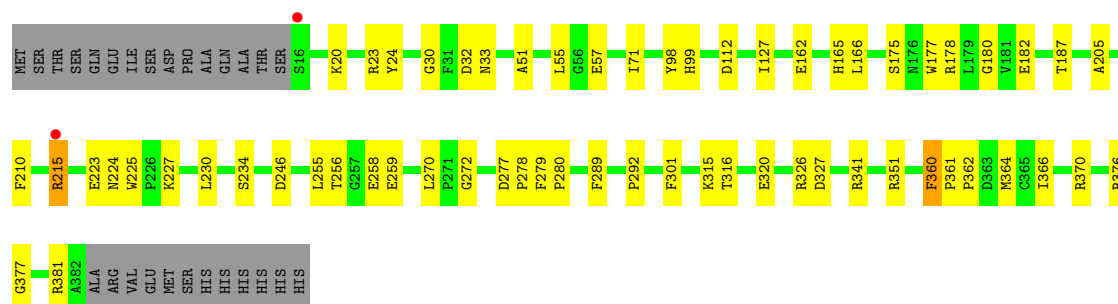 MET SER THR SER GLN GLU ILE SER ASP PRO ALA GLN ALA THR SER S16 K20 R23 Y24 G30 F31 D32 N33 A51 L55 G56 E57 I71 Y98 H99 D112 I127 E162 H165 L166 S175 N176 W177 R178 L179 G180 V181 E182 T187 A205
F210 R215 E223 N224 W225 P226 K227 L230 S234 D246 L255 T256 G257 E258 E259 L270 P271 G272 D277 P278 F279 P280 F289 P292 F301 K315 T316 E320 R326 D327 R341 R351 F360 P361 P362 D363 M364 C365 I366 R370
G377 R381 A382 ALA ARG VAL GLU MET SER HIS HIS HIS HIS HIS HIS